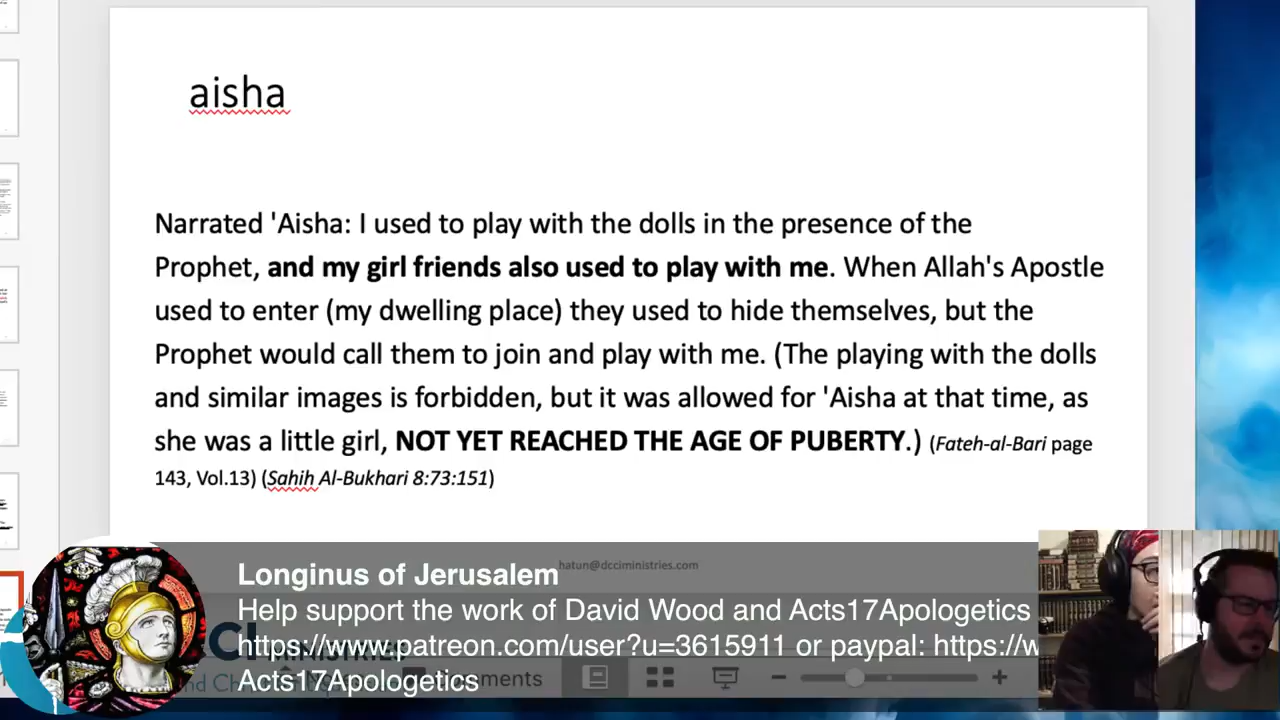 aisha
Narrated 'Aisha: I used to play with the dolls in the presence of the
Prophet, and my girl friends also used to play with me. When Allah's Apostle
used to enter (my dwelling place) they used to hide themselves, but the
Prophet would call them to join and play with me. (The playing with the dolls
and similar images is forbidden, but it was allowed for 'Aisha at that time, as
she was a little girl, NOT YET REACHED THE AGE OF PUBERTY.) (Fateh-al-Bari page
143, Vol.13) (Sahih Al-Bukhari 8:73:151)
hatun@dcciministries.com
Longinus of Jerusalem
Help support the work of David Wood and Acts17Apologetics
https://www.patreon.com/user?u=3615911 or paypal: https://w
Acts17Apologetics